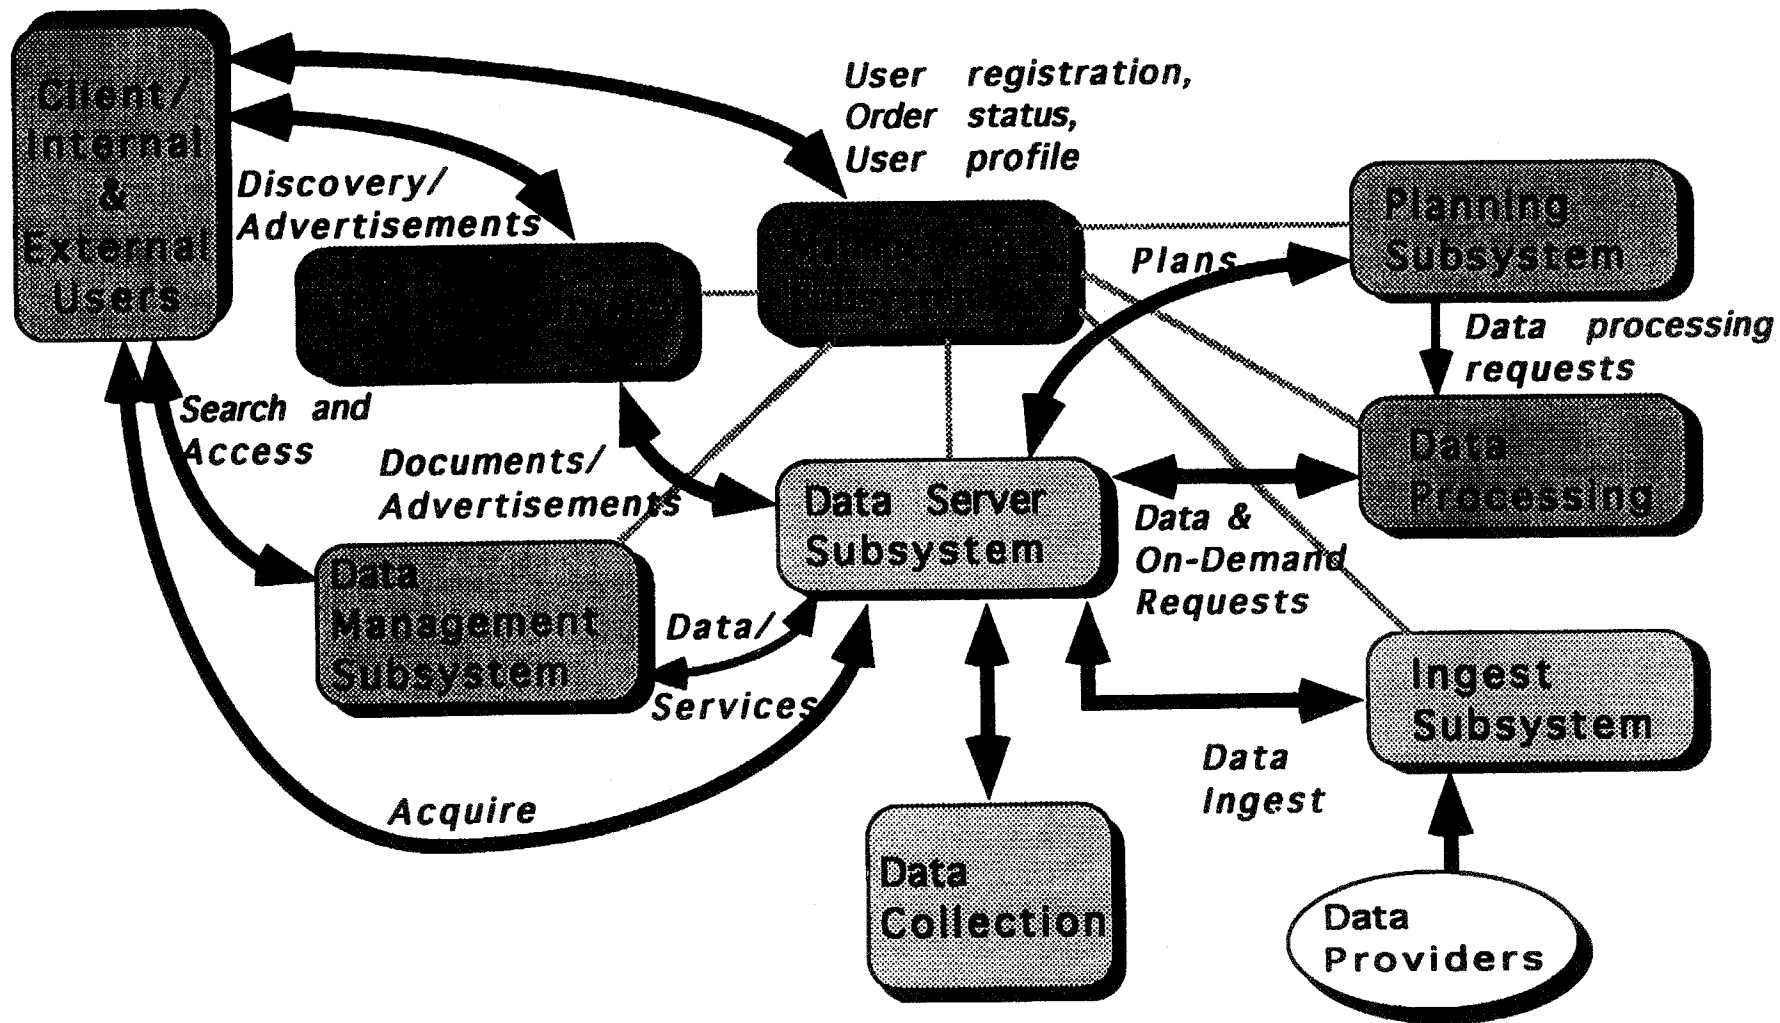 Client/
Internal
&
External
Users
User registration,
Order status,
User profile
Discovery/
Advertisements
Planning
Subsystem
Plans
Data processing
requests
Search and
Access
Documents/
Advertisements
Data Server
Subsystem
Data
Processing
Data &
On-Demand
Requests
Data
Management
Subsystem
Data/
Services
Ingest
Subsystem
Data
Ingest
Acquire
Data
Collection
Data
Providers